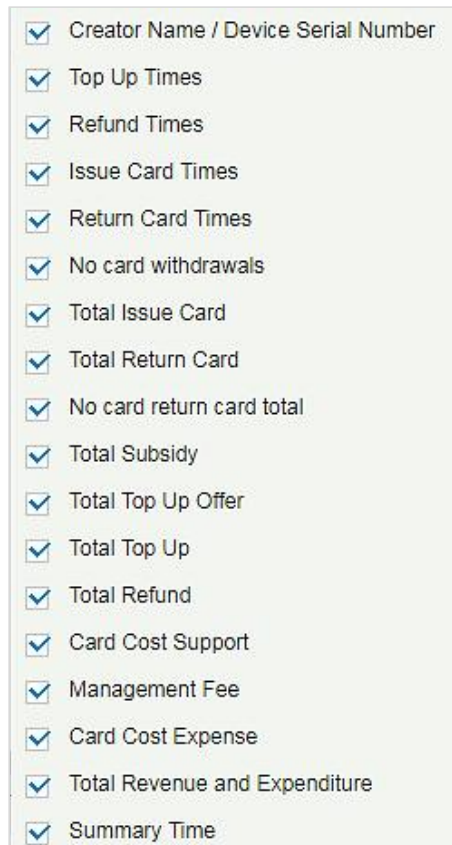 Creator Name / Device Serial Number
Top Up Times
Refund Times
Issue Card Times
Return Card Times
No card withdrawals
Total Issue Card
Total Return Card
No card return card total
Total Subsidy
Total Top Up Offer
Total Top Up
Total Refund
Card Cost Support
Management Fee
Card Cost Expense
Total Revenue and Expenditure
Summary Time